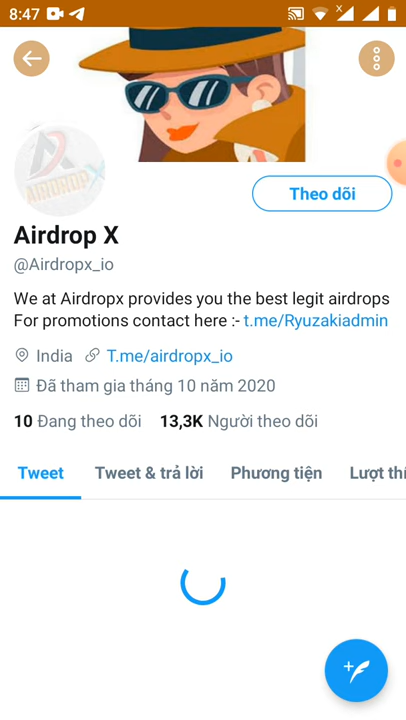 8:47
AIRDROP X
Theo dõi
Airdrop X
@Airdropx_io
We at Airdropx provides you the best legit airdrops
For promotions contact here :- t.me/Ryuzakiadmin
India T.me/airdropx_io
Đã tham gia tháng 10 năm 2020
10 Đang theo dõi 13,3K Người theo dõi
Tweet Tweet & trả lời Phương tiện Lượt thí